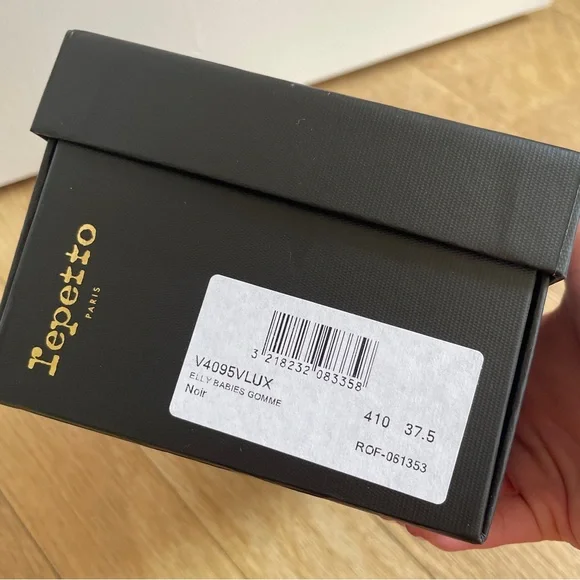 repetto
PARIS
3 218232 083358
V4095VLUX
ELLY BABIES GOMME
Noir
410 37.5
ROF-061353